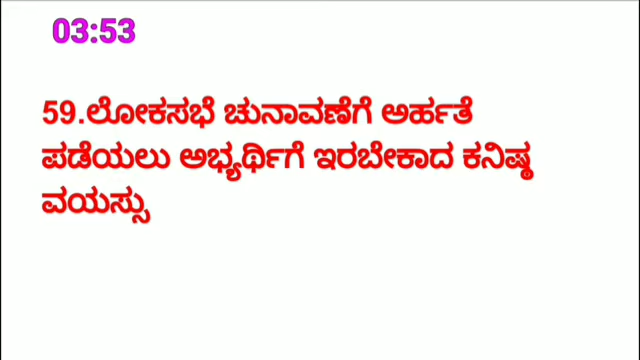 03:53
59.ಲೋಕಸಭೆ ಚುನಾವಣೆಗೆ ಅರ್ಹತೆ
ಪಡೆಯಲು ಅಭ್ಯರ್ಥಿಗೆ ಇರಬೇಕಾದ ಕನಿಷ್ಠ
ವಯಸ್ಸು